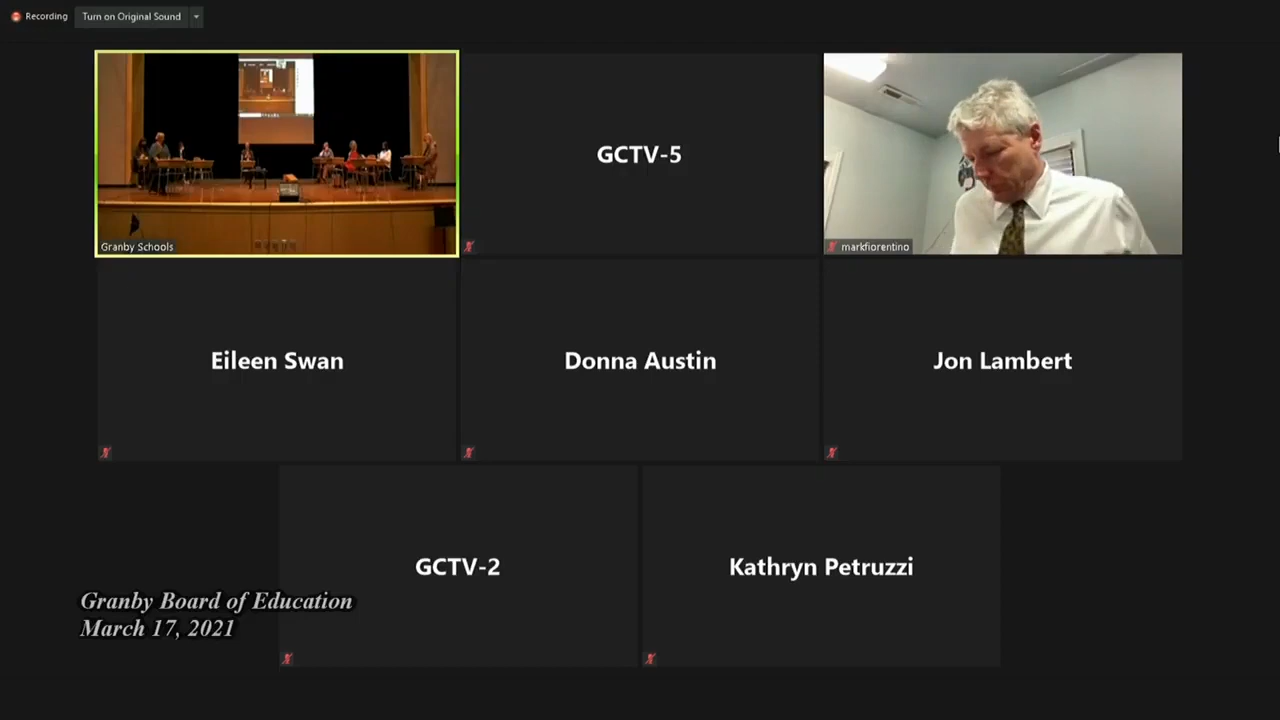 Recording
Turn on Original Sound
Granby Schools
GCTV-5
markfiorentino
Eileen Swan
Donna Austin
Jon Lambert
GCTV-2
Kathryn Petruzzi
Granby Board of Education
March 17, 2021